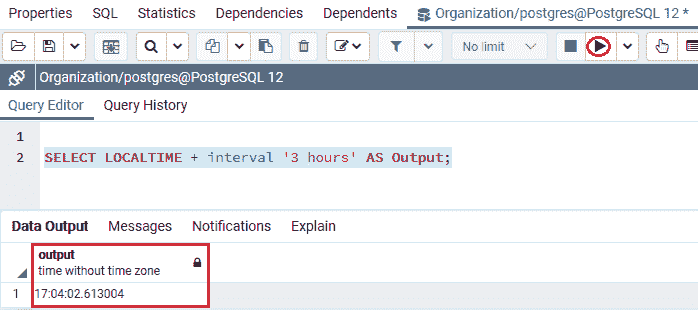 Properties SQL Statistics Dependencies Dependents Organization/postgres@PostgreSQL 12 *
No limit
Organization/postgres@PostgreSQL 12
Query Editor Query History
1
2 SELECT LOCALTIME + interval '3 hours' AS Output;
Data Output Messages Notifications Explain
output
time without time zone
1 17:04:02.613004